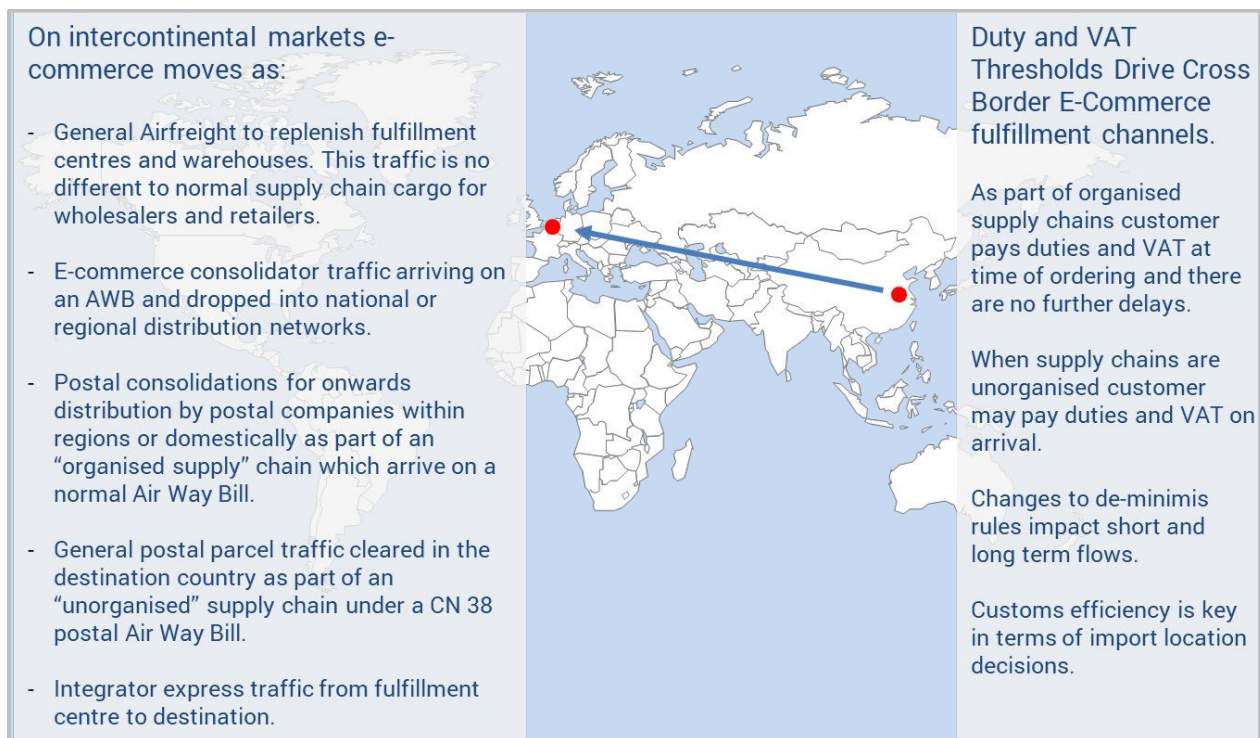 On intercontinental markets e-
commerce moves as:
- General Airfreight to replenish fulfillment
centres and warehouses. This traffic is no
different to normal supply chain cargo for
wholesalers and retailers.
- E-commerce consolidator traffic arriving on
an AWB and dropped into national or
regional distribution networks.
- Postal consolidations for onwards
distribution by postal companies within
regions or domestically as part of an
“organised supply” chain which arrive on a
normal Air Way Bill.
- General postal parcel traffic cleared in the
destination country as part of an
“unorganised” supply chain under a CN 38
postal Air Way Bill.
- Integrator express traffic from fulfillment
centre to destination.
Duty and VAT
Thresholds Drive Cross
Border E-Commerce
fulfillment channels.
As part of organised
supply chains customer
pays duties and VAT at
time of ordering and there
are no further delays.
When supply chains are
unorganised customer
may pay duties and VAT on
arrival.
Changes to de-minimis
rules impact short and
long term flows.
Customs efficiency is key
in terms of import location
decisions.